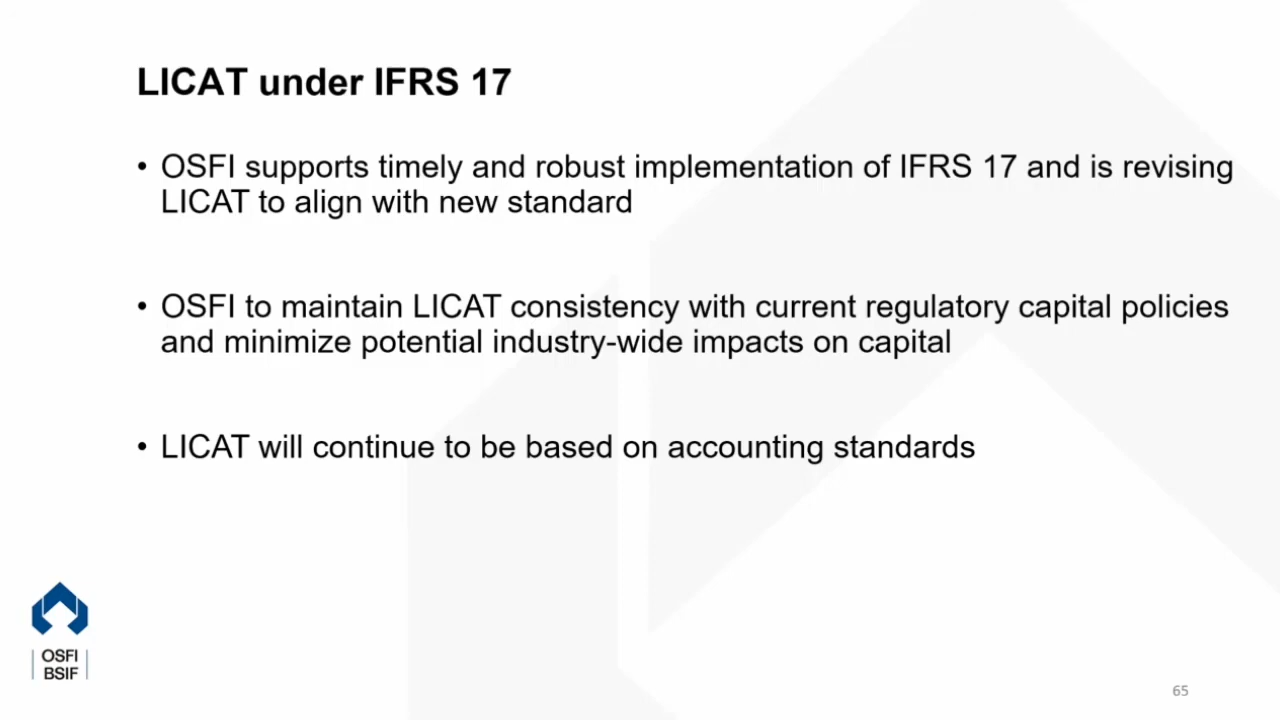 LICAT under IFRS 17
• OSFI supports timely and robust implementation of IFRS 17 and is revising
LICAT to align with new standard
• OSFI to maintain LICAT consistency with current regulatory capital policies
and minimize potential industry-wide impacts on capital
• LICAT will continue to be based on accounting standards
OSFI
BSIF
65